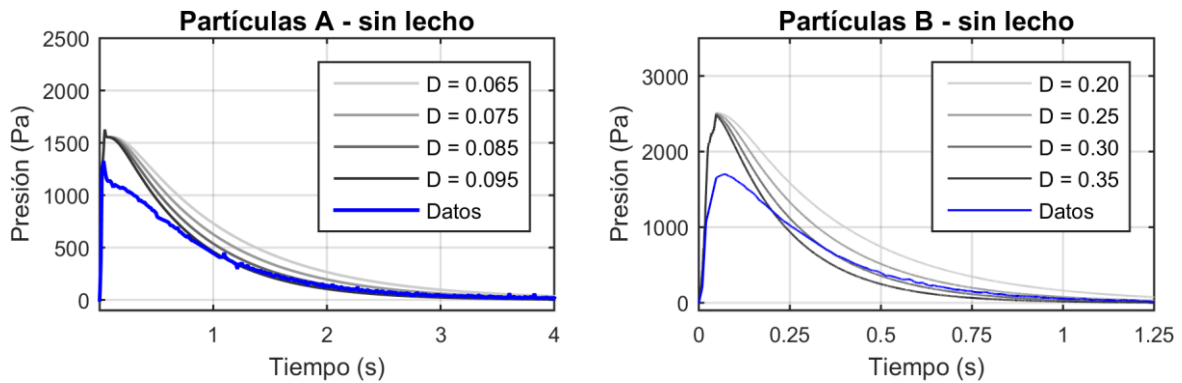 Partículas A - sin lecho
Presión (Pa)
2500
2000
1500
1000
500
0
1
2
3
4
Tiempo (s)
D = 0.065
D = 0.075
D = 0.085
D = 0.095
Datos
Partículas B - sin lecho
Presión (Pa)
3000
2000
1000
0
0
0.25
0.5
0.75
1
1.25
Tiempo (s)
D = 0.20
D = 0.25
D = 0.30
D = 0.35
Datos